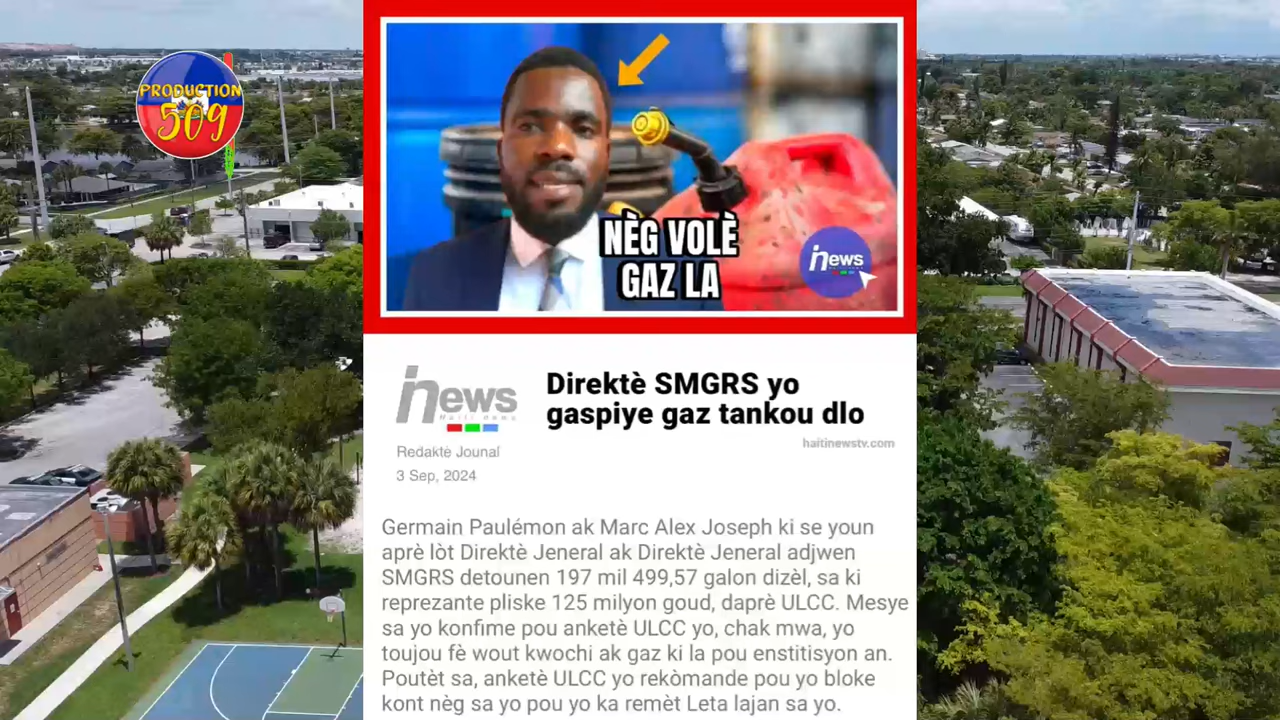 PRODUCTION
509
NÈG VOLÈ
GAZ LA
inews
inews
Haiti news
Direktè SMGRS yo
gaspiye gaz tankou dlo
haitinewstv.com
Redaktè Jounal
3 Sep, 2024
Germain Paulémon ak Marc Alex Joseph ki se youn
aprè lòt Direktè Jeneral ak Direktè Jeneral adjwen
SMGRS detounen 197 mil 499,57 galon dizèl, sa ki
reprezante pliske 125 milyon goud, daprè ULCC. Mesye
sa yo konfime pou anketè ULCC yo, chak mwa, yo
toujou fè wout kwochi ak gaz ki la pou enstitisyon an.
Poutèt sa, anketè ULCC yo rekòmande pou yo bloke
kont nèg sa yo pou yo ka remèt Leta lajan sa yo.